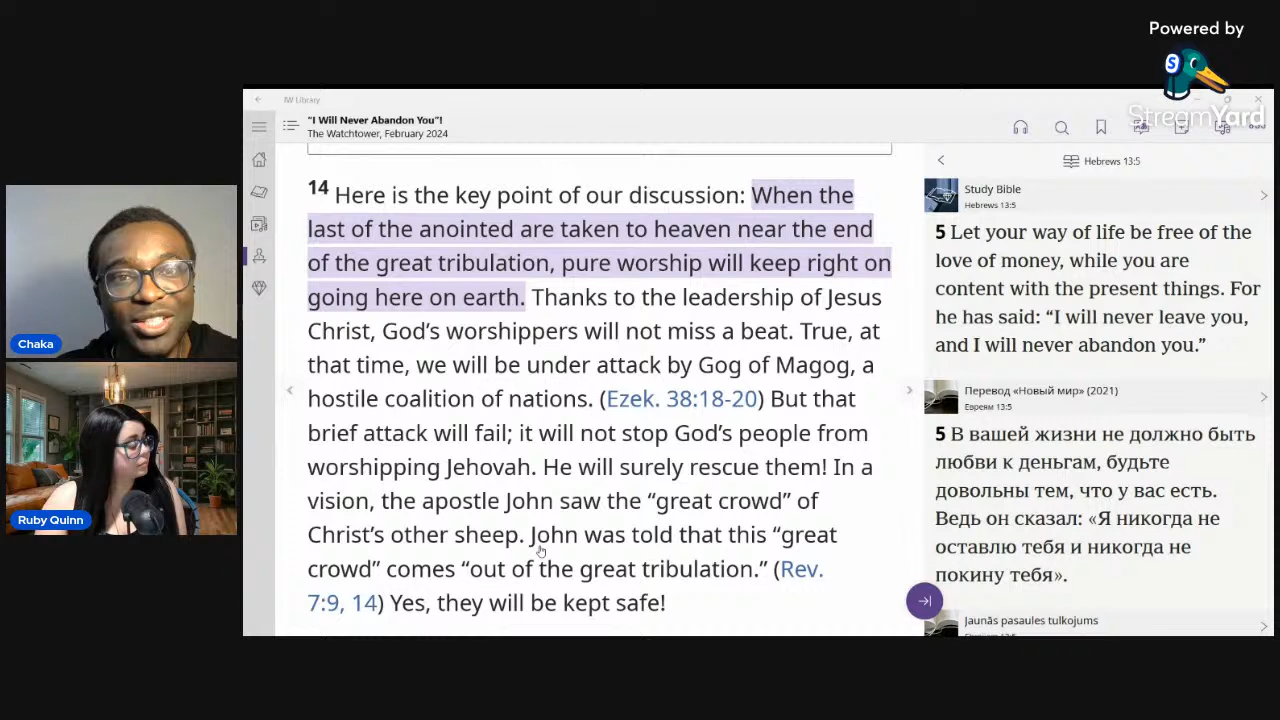 Powered by
StreamYard
S
JW Library
"I Will Never Abandon You"!
The Watchtower, February 2024
14 Here is the key point of our discussion: When the
last of the anointed are taken to heaven near the end
of the great tribulation, pure worship will keep right on
going here on earth. Thanks to the leadership of Jesus
Christ, God's worshippers will not miss a beat. True, at
that time, we will be under attack by Gog of Magog, a
hostile coalition of nations. (Ezek. 38:18-20) But that
brief attack will fail; it will not stop God's people from
worshipping Jehovah. He will surely rescue them! In a
vision, the apostle John saw the “great crowd” of
Christ's other sheep. John was told that this “great
crowd” comes “out of the great tribulation.” (Rev.
7:9, 14) Yes, they will be kept safe!
Hebrews 13:5
Study Bible
Hebrews 13:5
5 Let your way of life be free of the
love of money, while you are
content with the present things. For
he has said: “I will never leave you,
and I will never abandon you.”
Перевод «Новый мир» (2021)
Евреям 13:5
5 В вашей жизни не должно быть
любви к деньгам, будьте
довольны тем, что у вас есть.
Ведь он сказал: «Я никогда не
оставлю тебя и никогда не
покину тебя».
Jaunās pasaules tulkojums
Chaka
Ruby Quinn